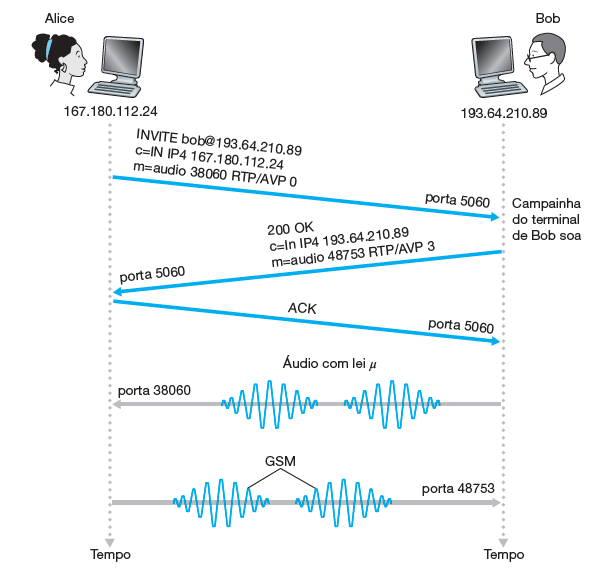 Alice
Bob
167.180.112.24
193.64.210.89
INVITE bob@193.64.210.89
c=IN IP4 167.180.112.24
m=audio 38060 RTP/AVP 0
porta 5060
Campainha
do terminal
de Bob soa
200 OK
c=In IP4 193.64.210.89
m=audio 48753 RTP/AVP 3
porta 5060
ACK
porta 5060
Áudio com lei μ
porta 38060
GSM
porta 48753
Tempo
Tempo